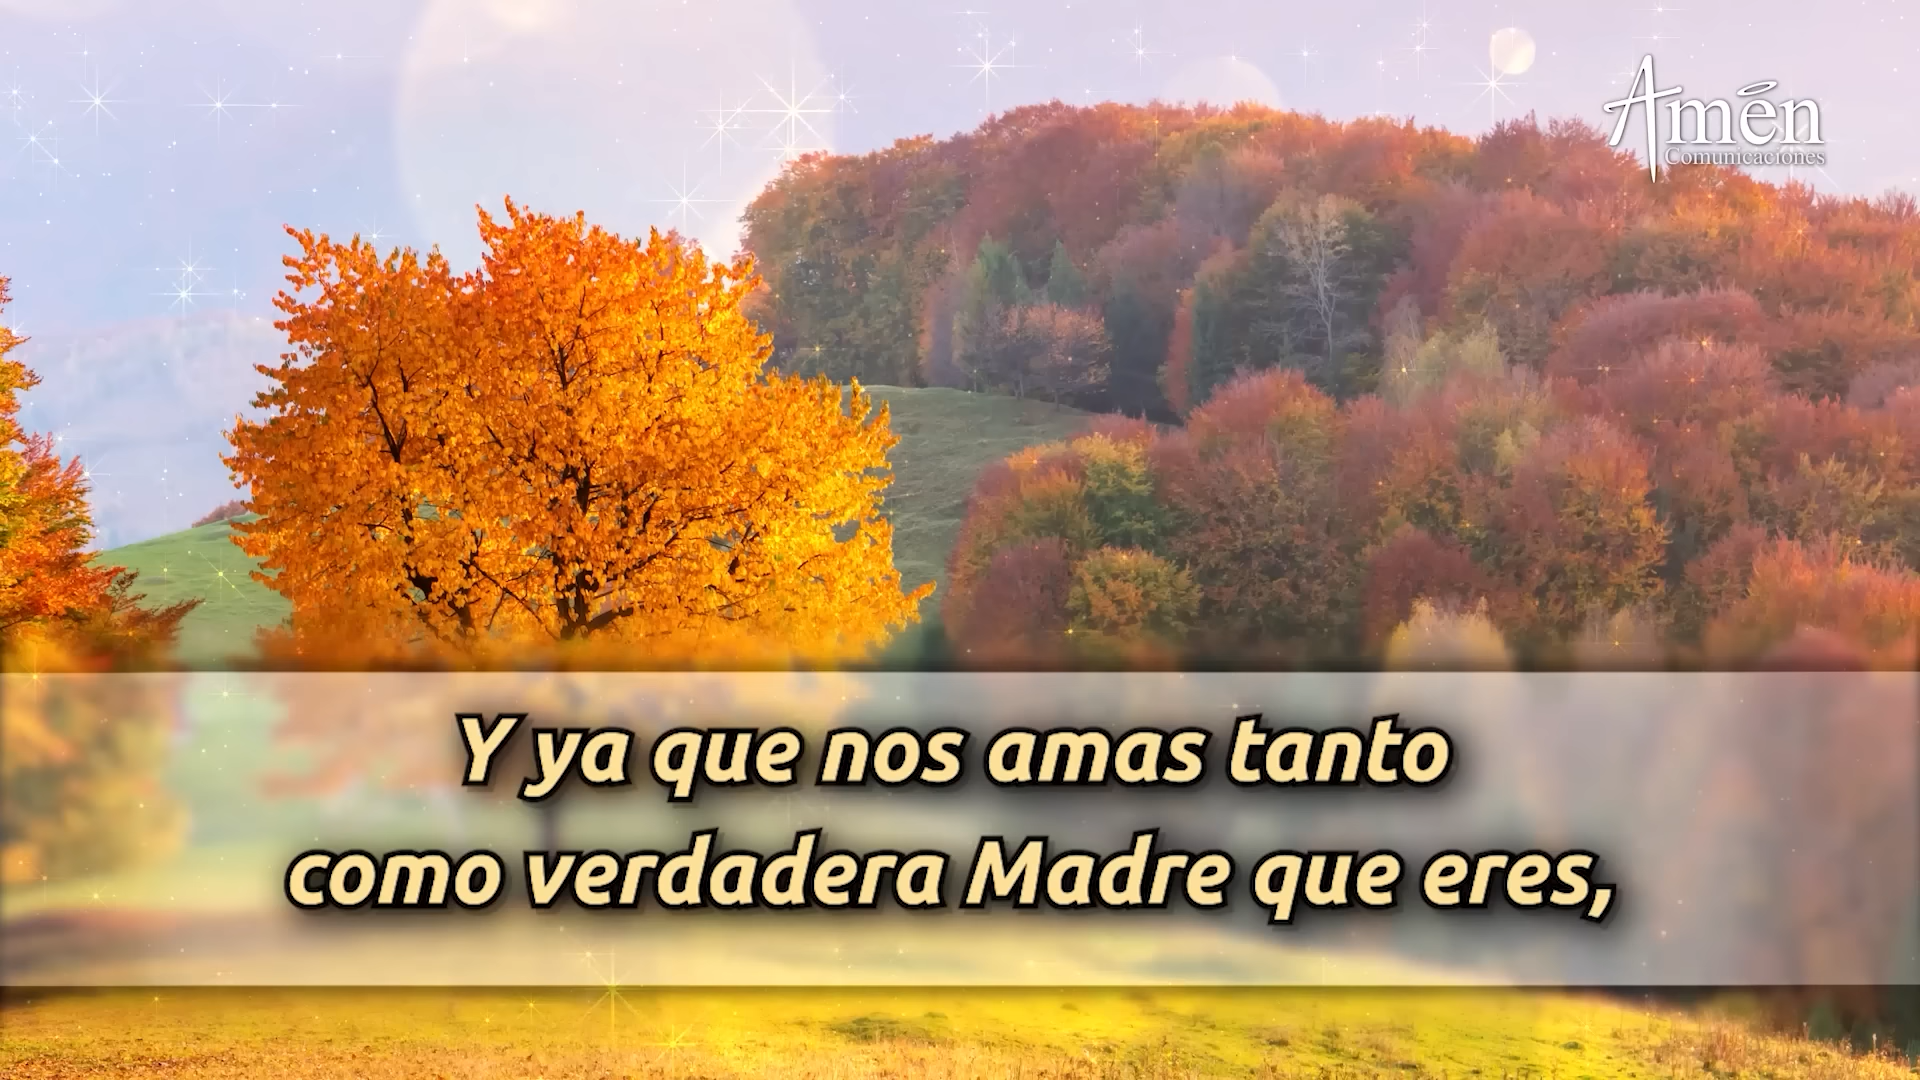 Amén
Comunicaciones
Y ya que nos amas tanto
como verdadera Madre que eres,